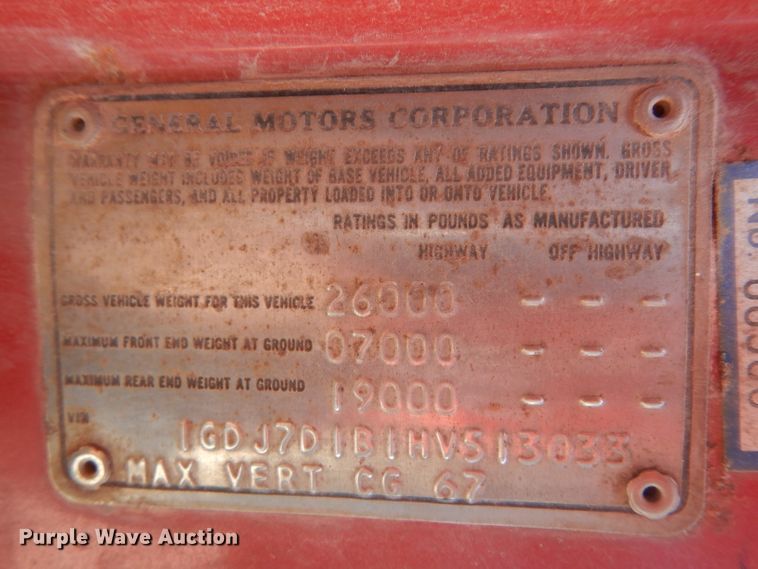 GENERAL MOTORS CORPORATION
WARRANTY MAY BE VOIDED IF WEIGHT EXCEEDS ANY OF RATINGS SHOWN. GROSS
VEHICLE WEIGHT INCLUDES WEIGHT OF BASE VEHICLE, ALL ADDED EQUIPMENT, DRIVER
AND PASSENGERS, AND ALL PROPERTY LOADED INTO OR ONTO VEHICLE.
RATINGS IN POUNDS AS MANUFACTURED
HIGHWAY OFF HIGHWAY
GROSS VEHICLE WEIGHT FOR THIS VEHICLE 26000 - - -
MAXIMUM FRONT END WEIGHT AT GROUND 07000 - - -
MAXIMUM REAR END WEIGHT AT GROUND 19000 - - -
VIN
1GDJ7D1B1HV513033
MAX VERT CG 67
Purple Wave Auction